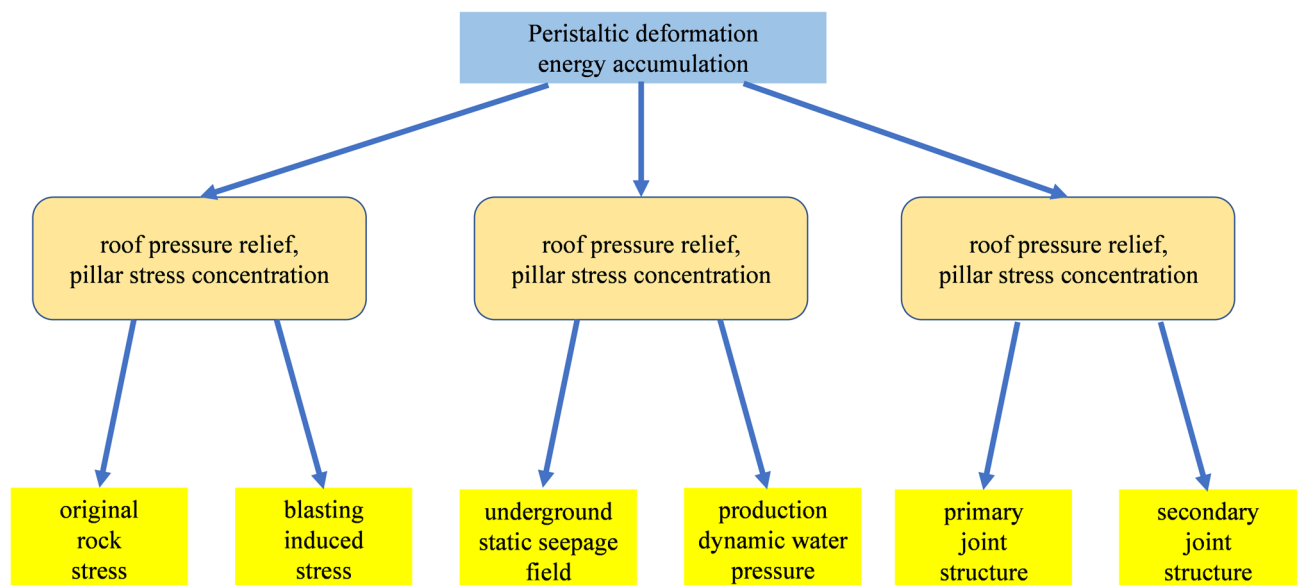 Peristaltic deformation
energy accumulation
roof pressure relief,
pillar stress concentration
roof pressure relief,
pillar stress concentration
roof pressure relief,
pillar stress concentration
original
rock
stress
blasting
induced
stress
underground
static seepage
field
production
dynamic water
pressure
primary
joint
structure
secondary
joint
structure